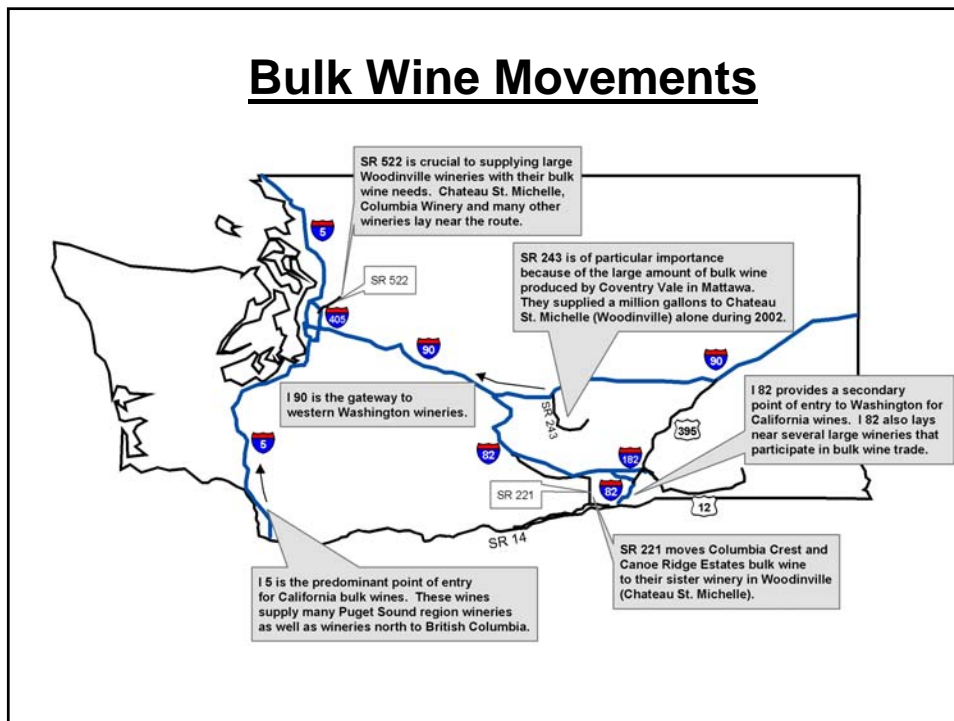 Bulk Wine Movements
SR 522 is crucial to supplying large
Woodinville wineries with their bulk
wine needs. Chateau St. Michelle,
Columbia Winery and many other
wineries lay near the route.
5
SR 522
405
SR 243 is of particular importance
because of the large amount of bulk wine
produced by Coventry Vale in Mattawa.
They supplied a million gallons to Chateau
St. Michelle (Woodinville) alone during 2002.
90
90
I 90 is the gateway to
western Washington wineries.
SR 243
I 82 provides a secondary
point of entry to Washington for
California wines. I 82 also lays
near several large wineries that
participate in bulk wine trade.
395
5
82
182
SR 221
82
12
SR 14
SR 221 moves Columbia Crest and
Canoe Ridge Estates bulk wine
to their sister winery in Woodinville
(Chateau St. Michelle).
I 5 is the predominant point of entry
for California bulk wines. These wines
supply many Puget Sound region wineries
as well as wineries north to British Columbia.